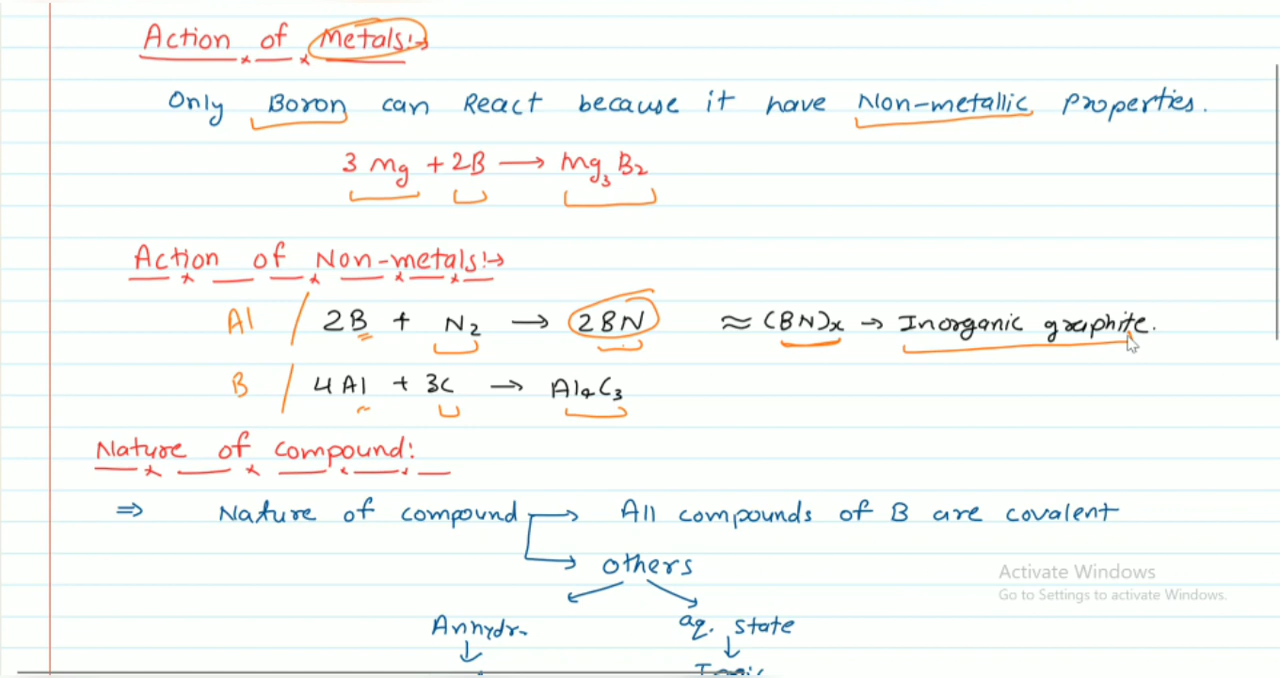 Action of Metals:→
Only Boron can React because it have Non-metallic properties.
3 Mg + 2B → Mg₃B₂
Action of Non-metals:→
Al / 2B + N₂ → 2BN ≈ (BN)ₓ → Inorganic graphite.
B / 4Al + 3C → Al₄C₃
Nature of compound:
⇒ Nature of compound → All compounds of B are covalent
→ others
Activate Windows
Go to Settings to activate Windows.
Anhydr. aq. state